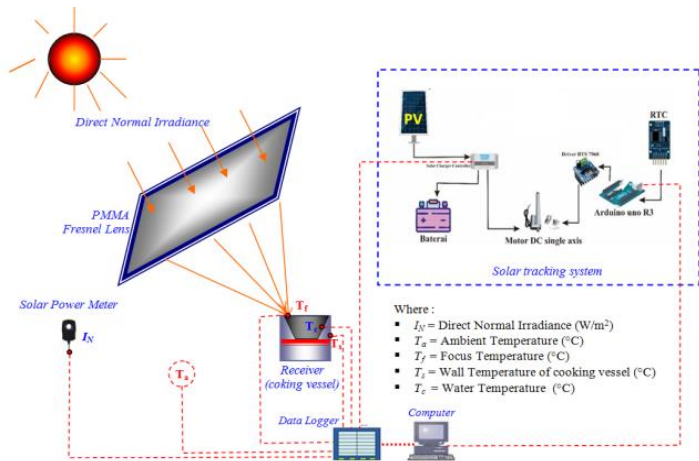 Direct Normal Irradiance
PMMA
Fresnel Lens
Solar Power Meter
I_N
T_a
T_f
T_c
T_s
Receiver
(coking vessel)
Data Logger
Computer
PV
Solar Charger Controller
Baterai
Motor DC single axis
Driver BTS 7960
Arduino uno R3
RTC
Solar tracking system
Where :
▪ I_N = Direct Normal Irradiance (W/m²)
▪ T_a = Ambient Temperature (°C)
▪ T_f = Focus Temperature (°C)
▪ T_s = Wall Temperature of cooking vessel (°C)
▪ T_c = Water Temperature (°C)